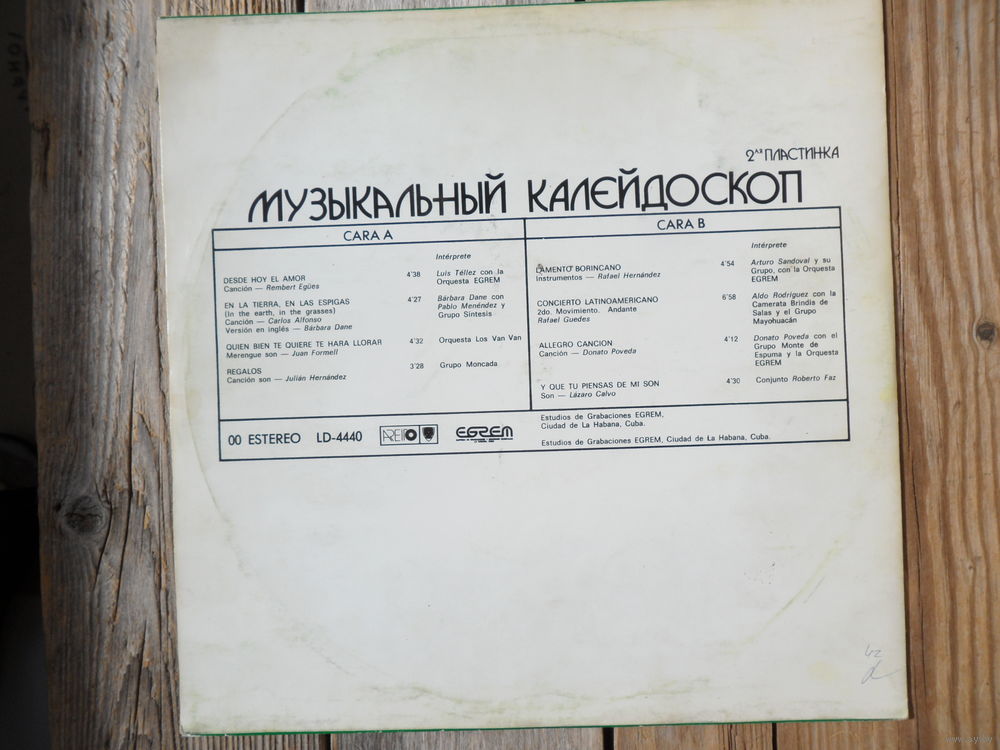 2ля ПЛАСТИНКА
МУЗЫКАЛЬНЫЙ КАЛЕЙДОСКОП
CARA A
Intérprete
DESDE HOY EL AMOR
Canción — Rembert Egües
4'38
Luis Téllez con la
Orquesta EGREM
EN LA TIERRA, EN LAS ESPIGAS
(In the earth, in the grasses)
Canción — Carlos Alfonso
Versión en inglés — Bárbara Dane
4'27
Bárbara Dane con
Pablo Menéndez y
Grupo Síntesis
QUIEN BIEN TE QUIERE TE HARA LLORAR
Merengue son — Juan Formell
4'32
Orquesta Los Van Van
REGALOS
Canción son — Julián Hernández
3'28
Grupo Moncada
CARA B
Intérprete
LAMENTO BORINCANO
Instrumentos — Rafael Hernández
4'54
Arturo Sandoval y su
Grupo, con la Orquesta
EGREM
CONCIERTO LATINOAMERICANO
2do. Movimiento. Andante
Rafael Guedes
6'58
Aldo Rodríguez con la
Camerata Brindis de
Salas y el Grupo
Mayohuacán
ALLEGRO CANCION
Canción — Donato Poveda
4'12
Donato Poveda con el
Grupo Monte de
Espuma y la Orquesta
EGREM
Y QUE TU PIENSAS DE MI SON
Son — Lázaro Calvo
4'30
Conjunto Roberto Faz
00 ESTEREO LD-4440
AREITO
EGREM
Estudios de Grabaciones EGREM,
Ciudad de La Habana, Cuba.
Estudios de Grabaciones EGREM, Ciudad de La Habana, Cuba.